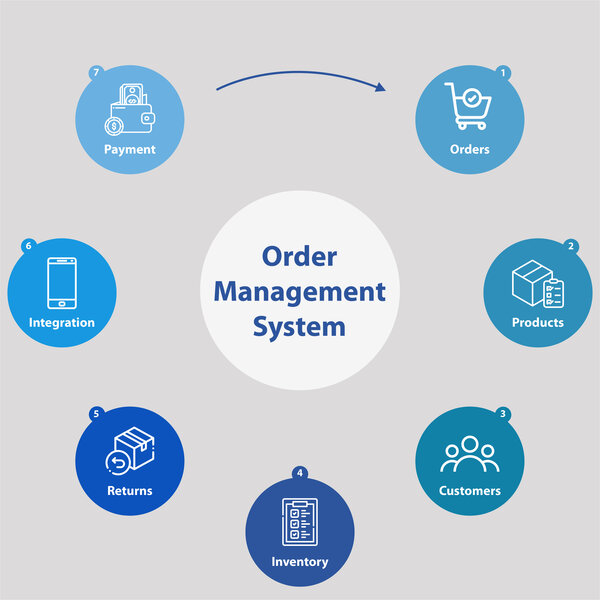 Order
Management
System
1
Orders
2
Products
3
Customers
4
Inventory
5
Returns
6
Integration
7
Payment